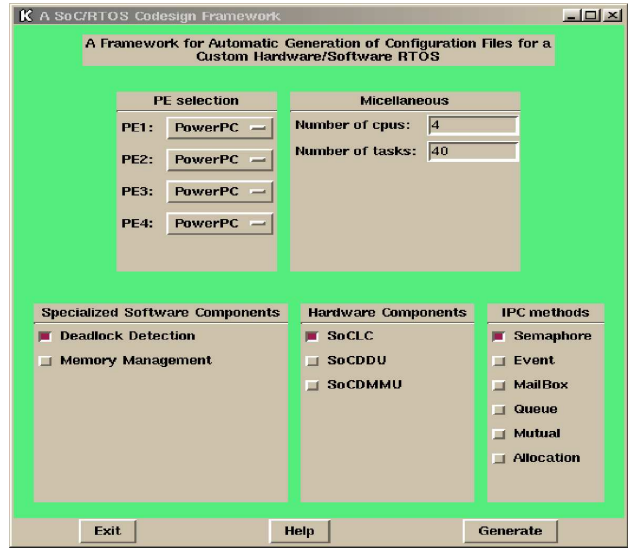 K A SoC/RTOS Codesign Framework
A Framework for Automatic Generation of Configuration Files for a
Custom Hardware/Software RTOS
PE selection
PE1: PowerPC
PE2: PowerPC
PE3: PowerPC
PE4: PowerPC
Micellaneous
Number of cpus: 4
Number of tasks: 40
Specialized Software Components
Deadlock Detection
Memory Management
Hardware Components
SoCLC
SoCDDU
SoCDMMU
IPC methods
Semaphore
Event
MailBox
Queue
Mutual
Allocation
Exit
Help
Generate